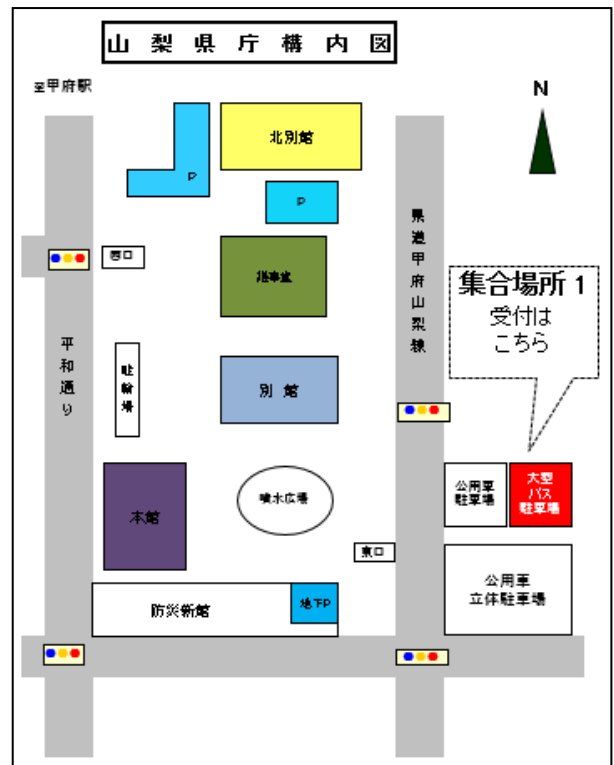 山梨県庁構内図
至甲府駅
N
北別館
P
P
県道甲府山梨線
西口
議事堂
集合場所1
受付は
こちら
平和通り
駐輪場
別館
公用車
駐車場
大型
バス
駐車場
本館
噴水広場
東口
公用車
立体駐車場
防災新館
地下P